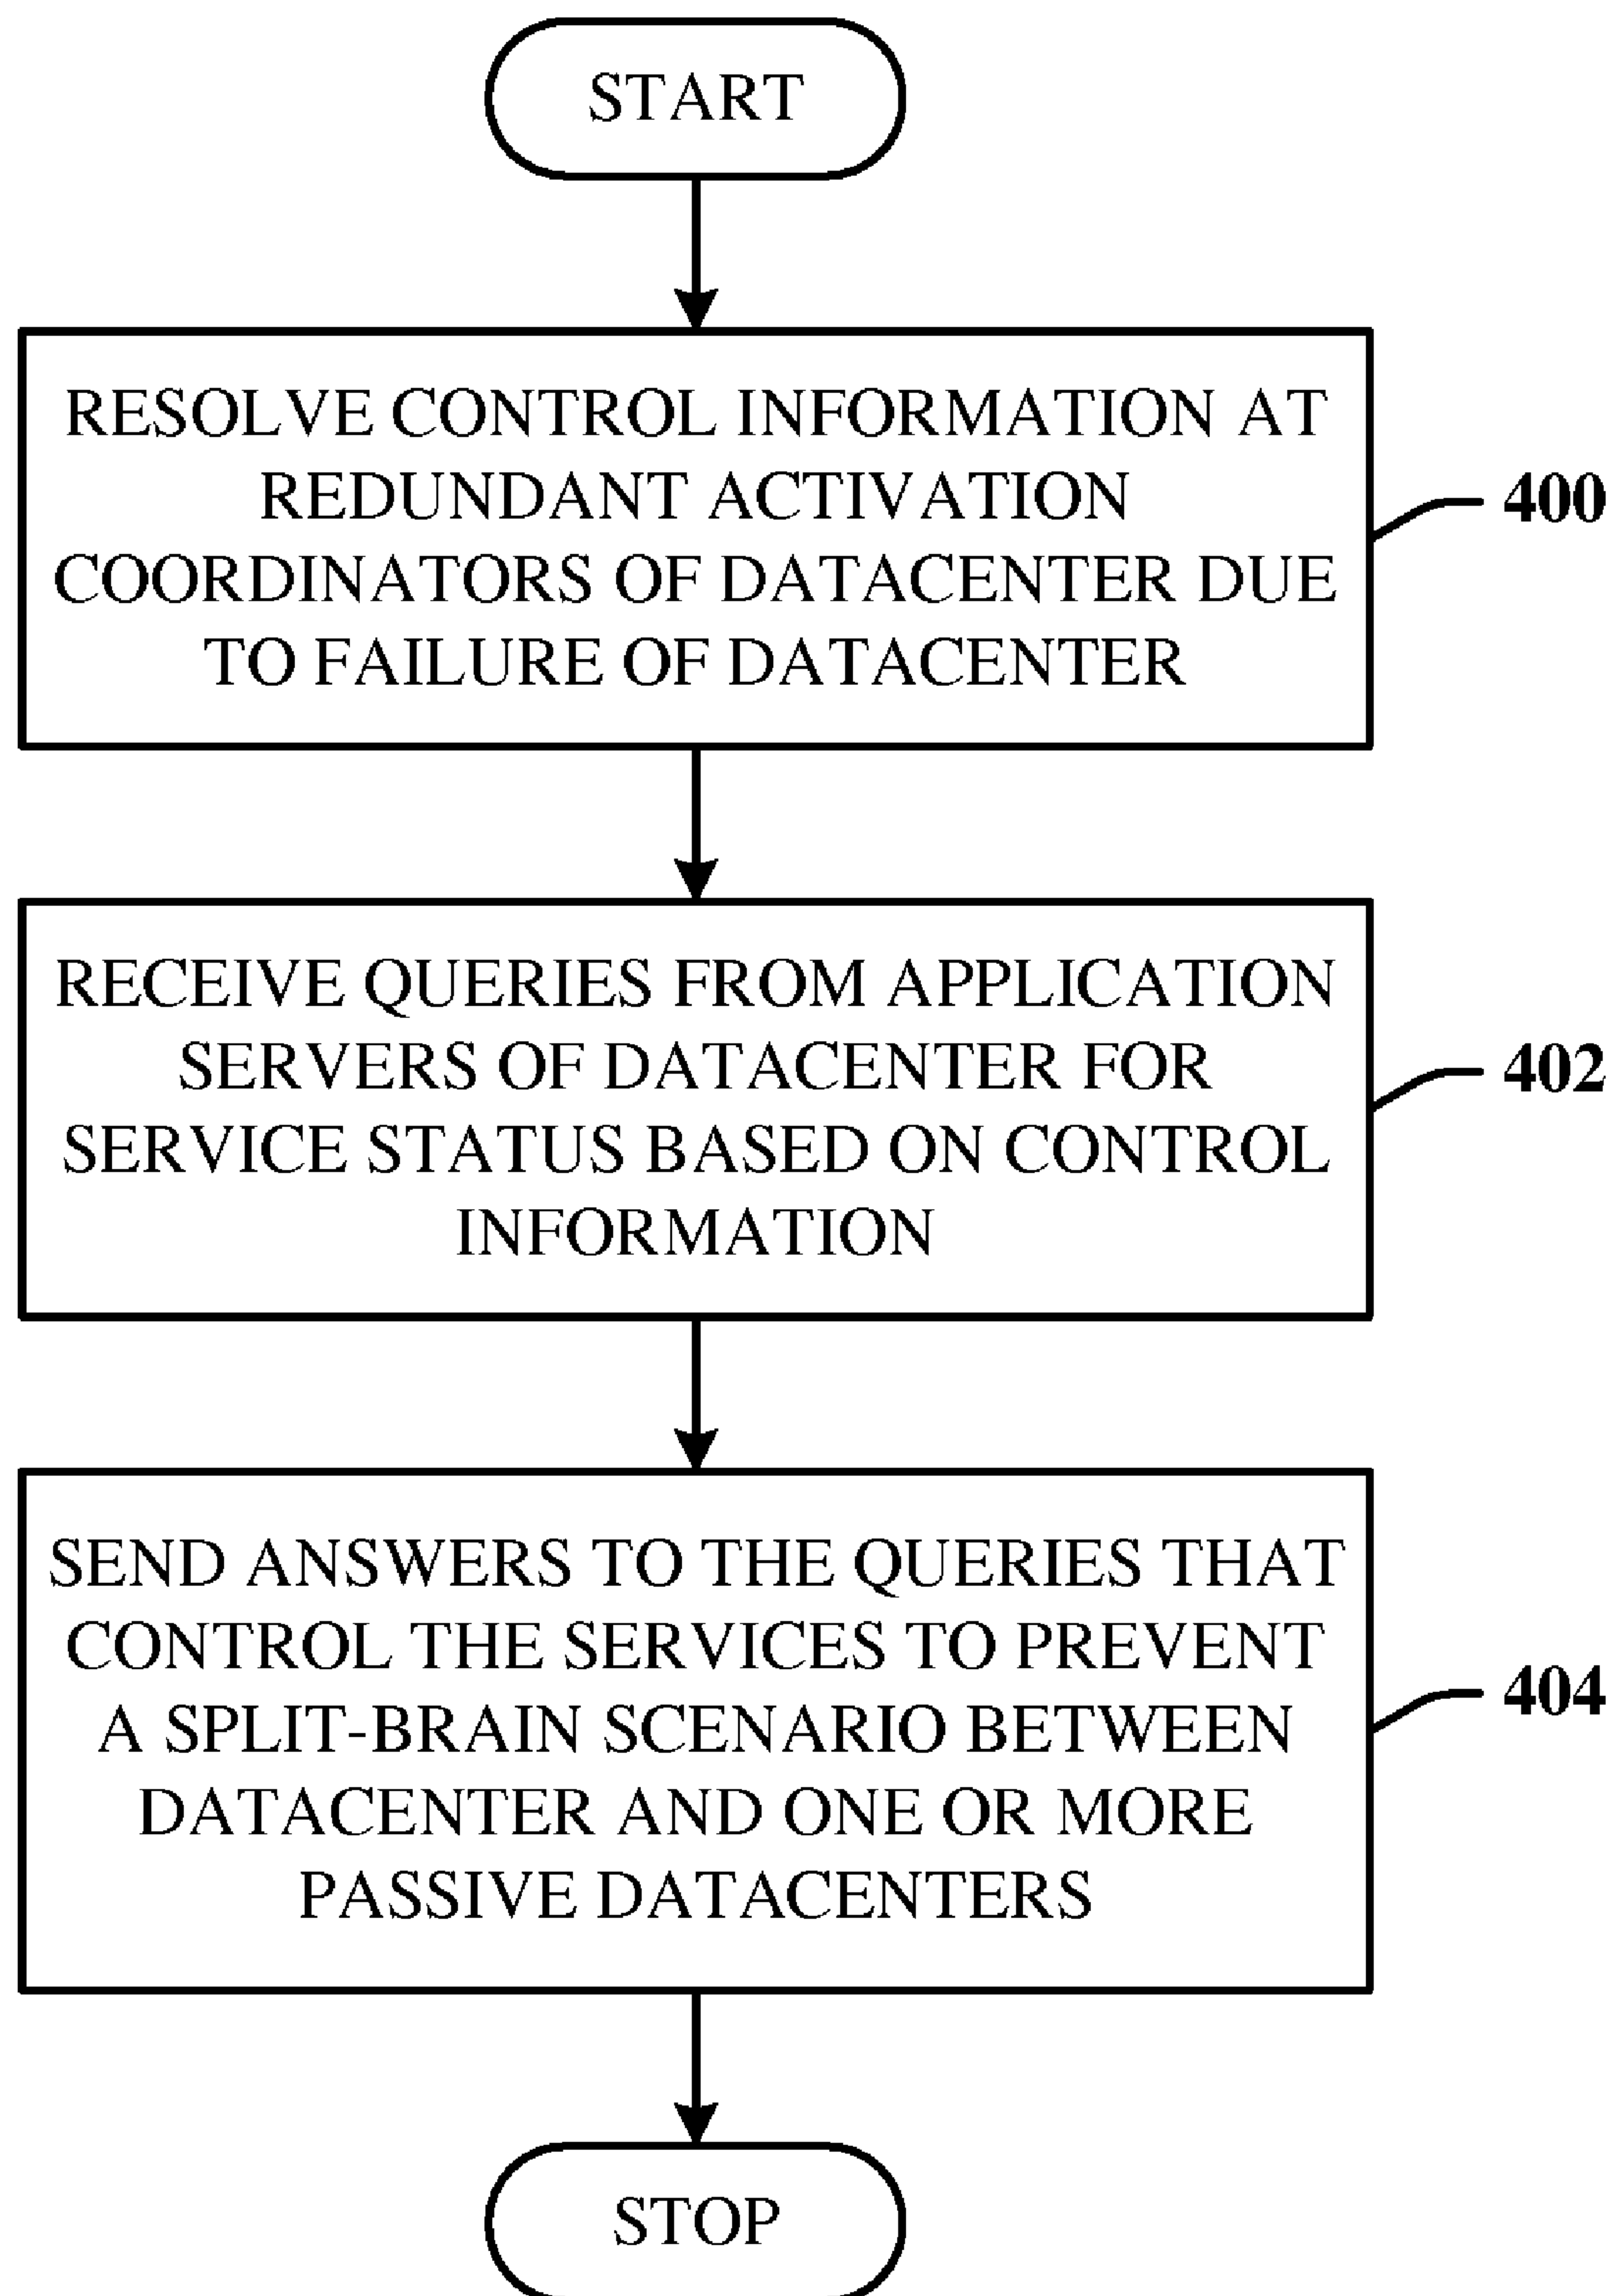 START
RESOLVE CONTROL INFORMATION AT
REDUNDANT ACTIVATION
COORDINATORS OF DATACENTER DUE
TO FAILURE OF DATACENTER
400
RECEIVE QUERIES FROM APPLICATION
SERVERS OF DATACENTER FOR
SERVICE STATUS BASED ON CONTROL
INFORMATION
402
SEND ANSWERS TO THE QUERIES THAT
CONTROL THE SERVICES TO PREVENT
A SPLIT-BRAIN SCENARIO BETWEEN
DATACENTER AND ONE OR MORE
PASSIVE DATACENTERS
404
STOP